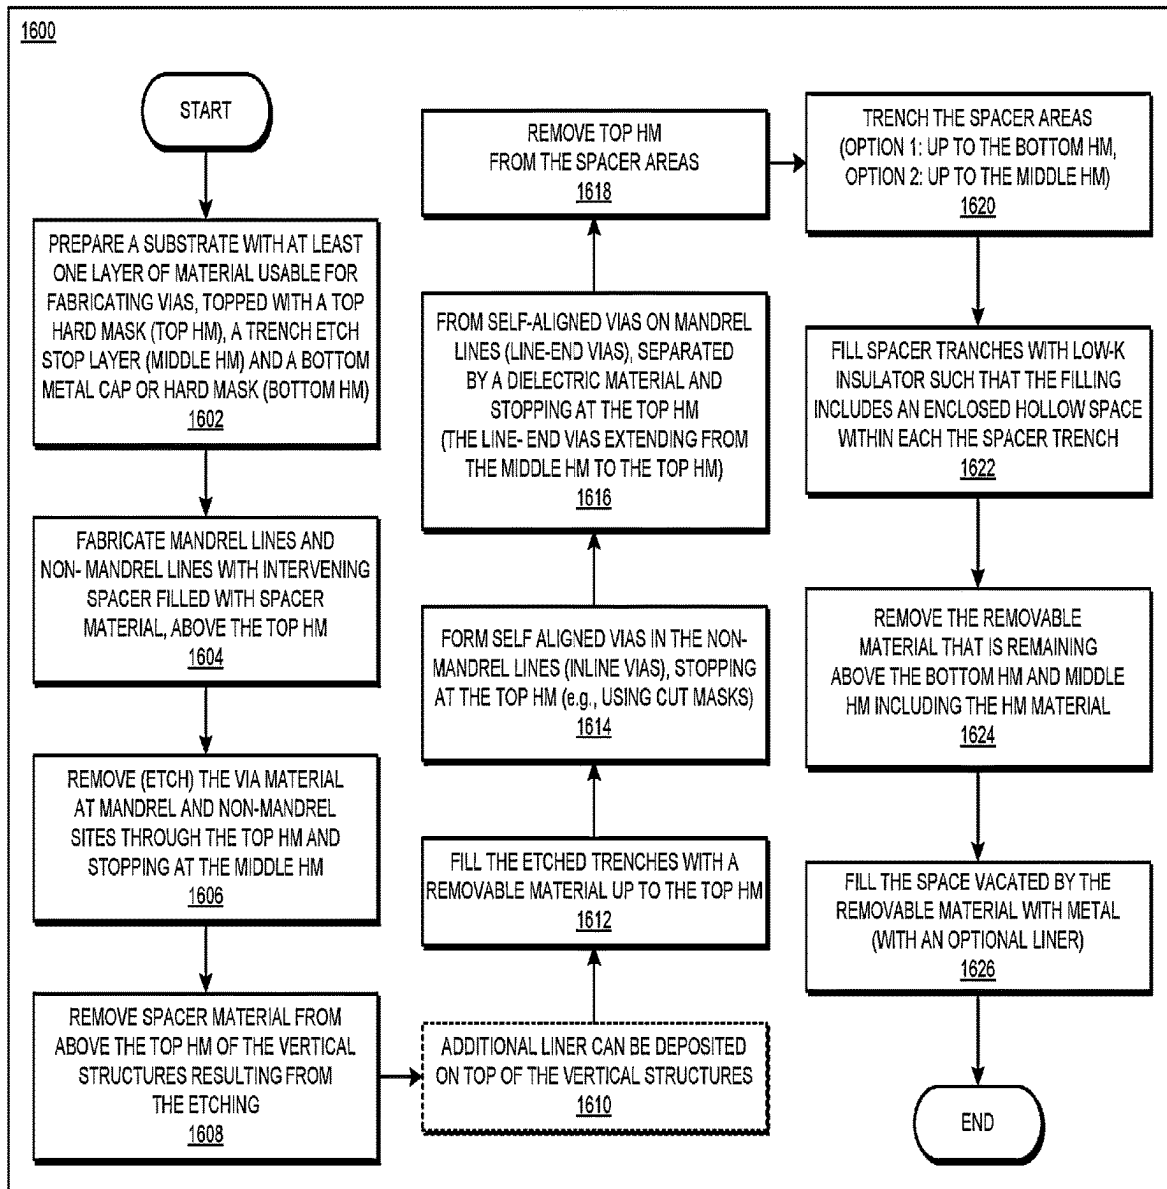 1600
START
PREPARE A SUBSTRATE WITH AT LEAST
ONE LAYER OF MATERIAL USABLE FOR
FABRICATING VIAS, TOPPED WITH A TOP
HARD MASK (TOP HM), A TRENCH ETCH
STOP LAYER (MIDDLE HM) AND A BOTTOM
METAL CAP OR HARD MASK (BOTTOM HM)
1602
FABRICATE MANDREL LINES AND
NON- MANDREL LINES WITH INTERVENING
SPACER FILLED WITH SPACER
MATERIAL, ABOVE THE TOP HM
1604
REMOVE (ETCH) THE VIA MATERIAL
AT MANDREL AND NON-MANDREL
SITES THROUGH THE TOP HM AND
STOPPING AT THE MIDDLE HM
1606
REMOVE SPACER MATERIAL FROM
ABOVE THE TOP HM OF THE VERTICAL
STRUCTURES RESULTING FROM
THE ETCHING
1608
ADDITIONAL LINER CAN BE DEPOSITED
ON TOP OF THE VERTICAL STRUCTURES
1610
FILL THE ETCHED TRENCHES WITH A
REMOVABLE MATERIAL UP TO THE TOP HM
1612
FORM SELF ALIGNED VIAS IN THE NON-
MANDREL LINES (INLINE VIAS), STOPPING
AT THE TOP HM (e.g., USING CUT MASKS)
1614
FROM SELF-ALIGNED VIAS ON MANDREL
LINES (LINE-END VIAS), SEPARATED
BY A DIELECTRIC MATERIAL AND
STOPPING AT THE TOP HM
(THE LINE- END VIAS EXTENDING FROM
THE MIDDLE HM TO THE TOP HM)
1616
REMOVE TOP HM
FROM THE SPACER AREAS
1618
TRENCH THE SPACER AREAS
(OPTION 1: UP TO THE BOTTOM HM,
OPTION 2: UP TO THE MIDDLE HM)
1620
FILL SPACER TRANCHES WITH LOW-K
INSULATOR SUCH THAT THE FILLING
INCLUDES AN ENCLOSED HOLLOW SPACE
WITHIN EACH THE SPACER TRENCH
1622
REMOVE THE REMOVABLE
MATERIAL THAT IS REMAINING
ABOVE THE BOTTOM HM AND MIDDLE
HM INCLUDING THE HM MATERIAL
1624
FILL THE SPACE VACATED BY THE
REMOVABLE MATERIAL WITH METAL
(WITH AN OPTIONAL LINER)
1626
END